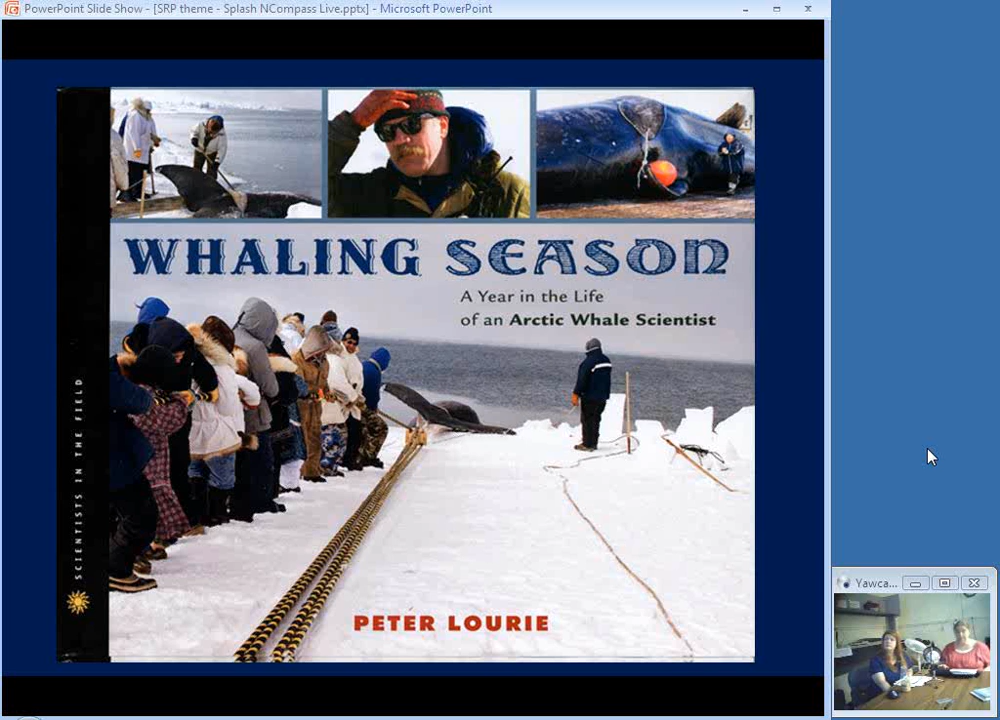 PowerPoint Slide Show - [SRP theme - Splash NCompass Live.pptx] - Microsoft PowerPoint
WHALING SEASON
A Year in the Life
of an Arctic Whale Scientist
SCIENTISTS IN THE FIELD
PETER LOURIE
Yawca...